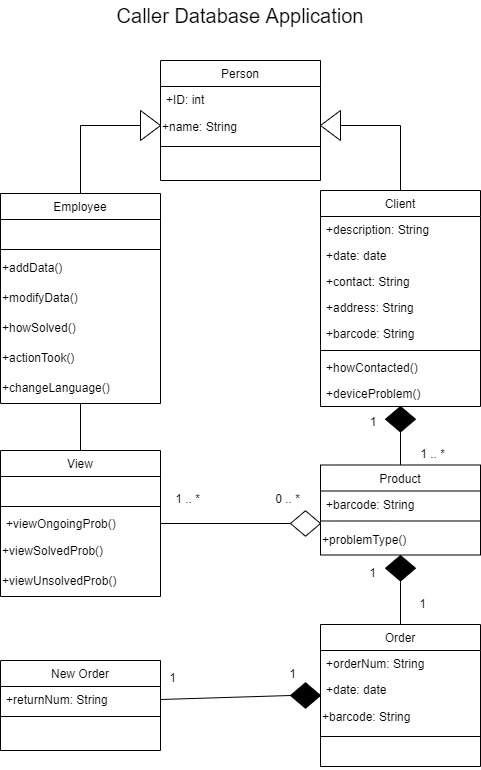 Caller Database Application
Person
+ID: int
+name: String
Employee
+addData()
+modifyData()
+howSolved()
+actionTook()
+changeLanguage()
Client
+description: String
+date: date
+contact: String
+address: String
+barcode: String
+howContacted()
+deviceProblem()
1
1 .. *
View
+viewOngoingProb()
+viewSolvedProb()
+viewUnsolvedProb()
1 .. *
0 .. *
Product
+barcode: String
+problemType()
1
1
Order
+orderNum: String
+date: date
+barcode: String
New Order
+returnNum: String
1
1